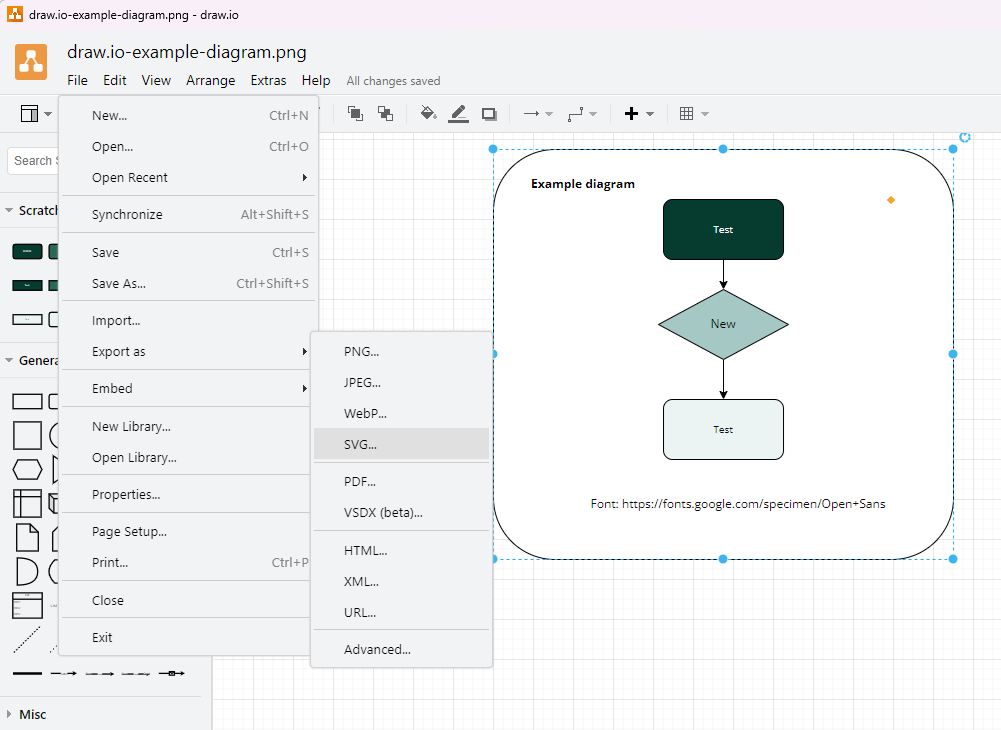 draw.io-example-diagram.png - draw.io
draw.io-example-diagram.png
File Edit View Arrange Extras Help All changes saved
Search
Scratch
General
Misc
New... Ctrl+N
Open... Ctrl+O
Open Recent
Synchronize Alt+Shift+S
Save Ctrl+S
Save As... Ctrl+Shift+S
Import...
Export as
Embed
New Library...
Open Library...
Properties...
Page Setup...
Print... Ctrl+P
Close
Exit
PNG...
JPEG...
WebP...
SVG...
PDF...
VSDX (beta)...
HTML...
XML...
URL...
Advanced...
Example diagram
Test
New
Test
Font: https://fonts.google.com/specimen/Open+Sans